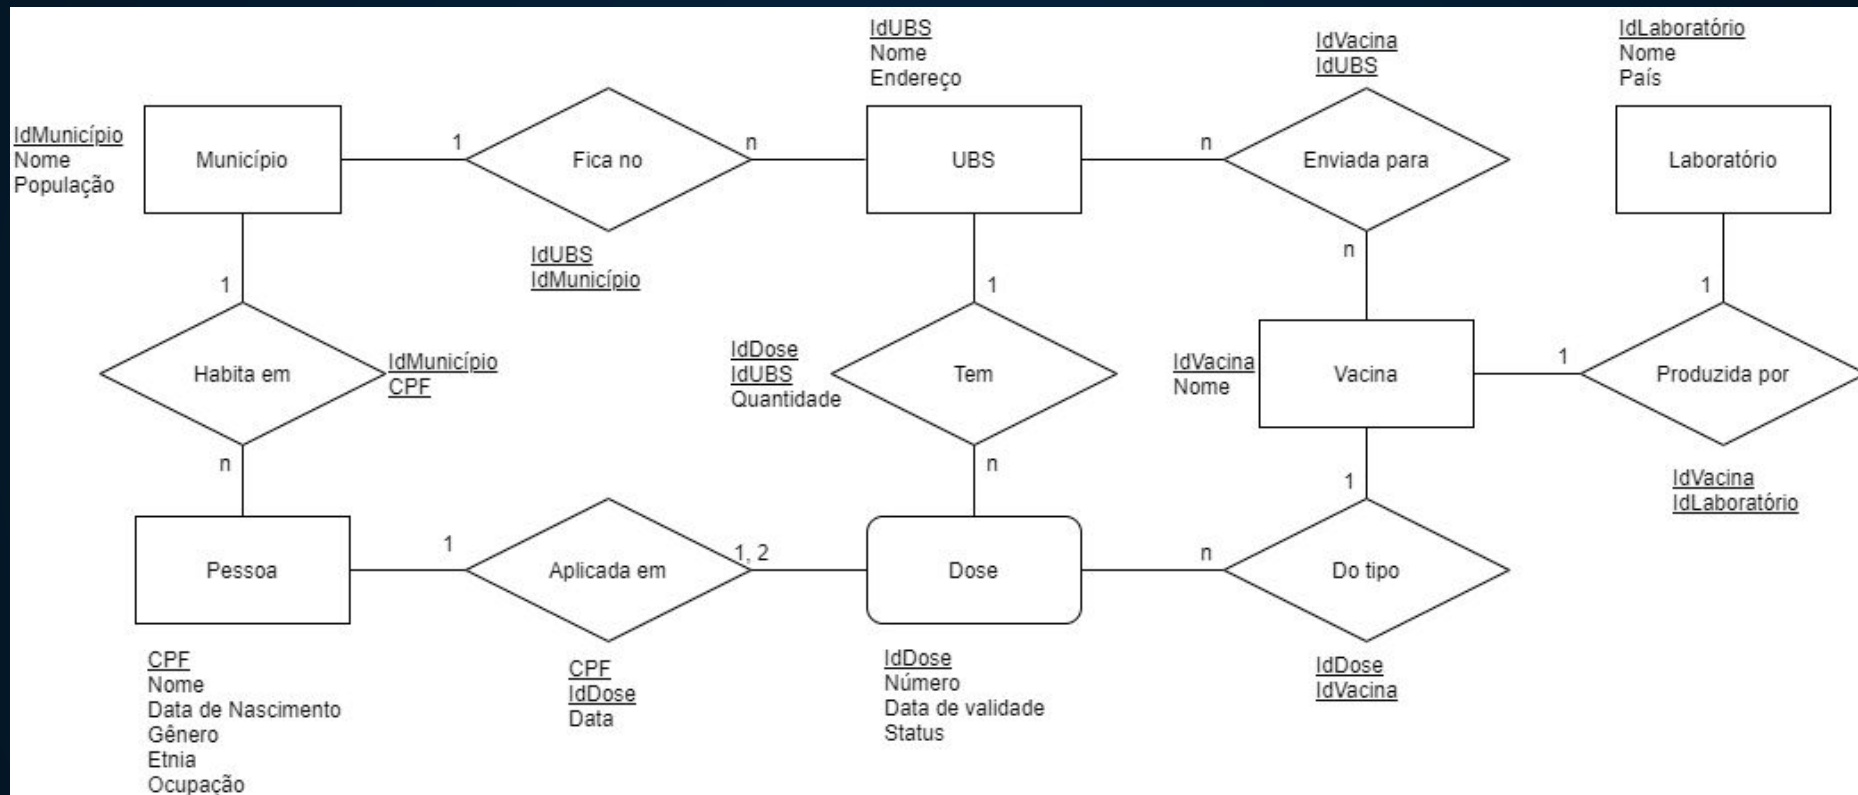 IdUBS
Nome
Endereço
IdVacina
IdUBS
IdLaboratório
Nome
País
IdMunicípio
Nome
População
Município
1
Fica no
n
UBS
n
Enviada para
Laboratório
IdUBS
IdMunicípio
n
1
1
1
Habita em
IdMunicípio
CPF
IdDose
IdUBS
Quantidade
Tem
IdVacina
Nome
Vacina
1
Produzida por
n
n
1
IdVacina
IdLaboratório
Pessoa
1
Aplicada em
1, 2
Dose
n
Do tipo
CPF
Nome
Data de Nascimento
Gênero
Etnia
Ocupação
CPF
IdDose
Data
IdDose
Número
Data de validade
Status
IdDose
IdVacina